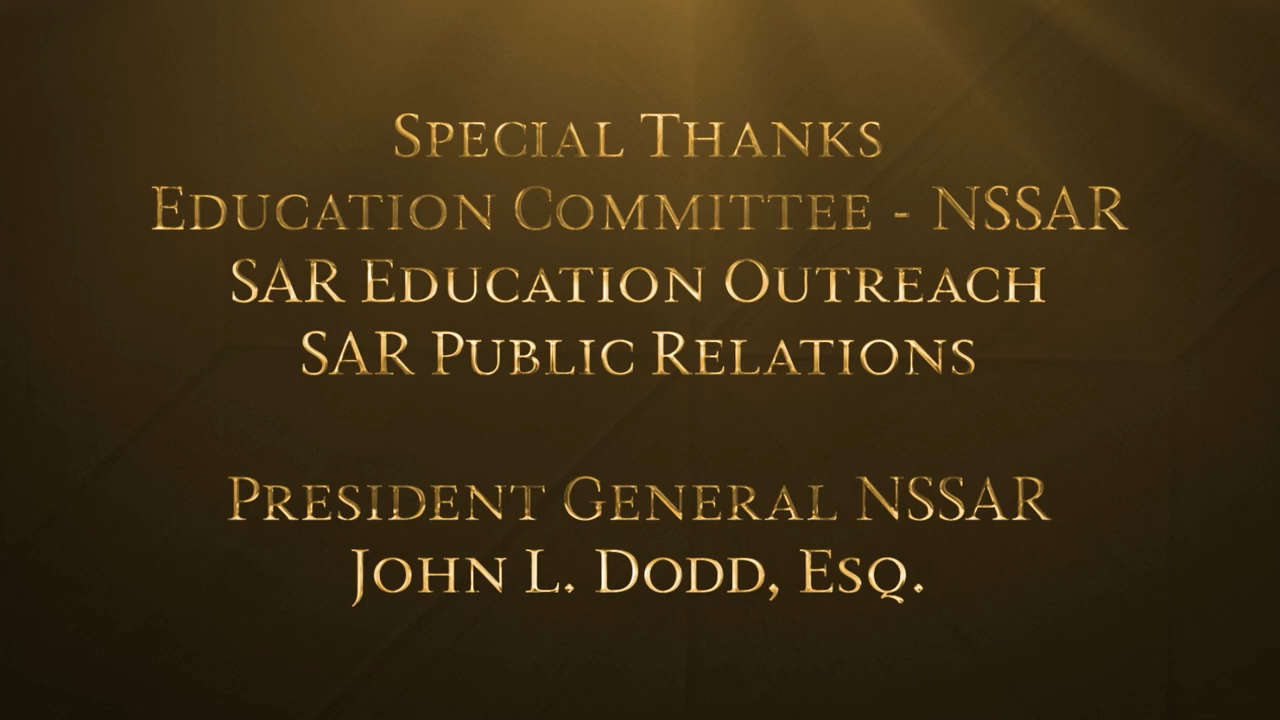 Special Thanks
Education Committee - NSSAR
SAR Education Outreach
SAR Public Relations
President General NSSAR
John L. Dodd, Esq.